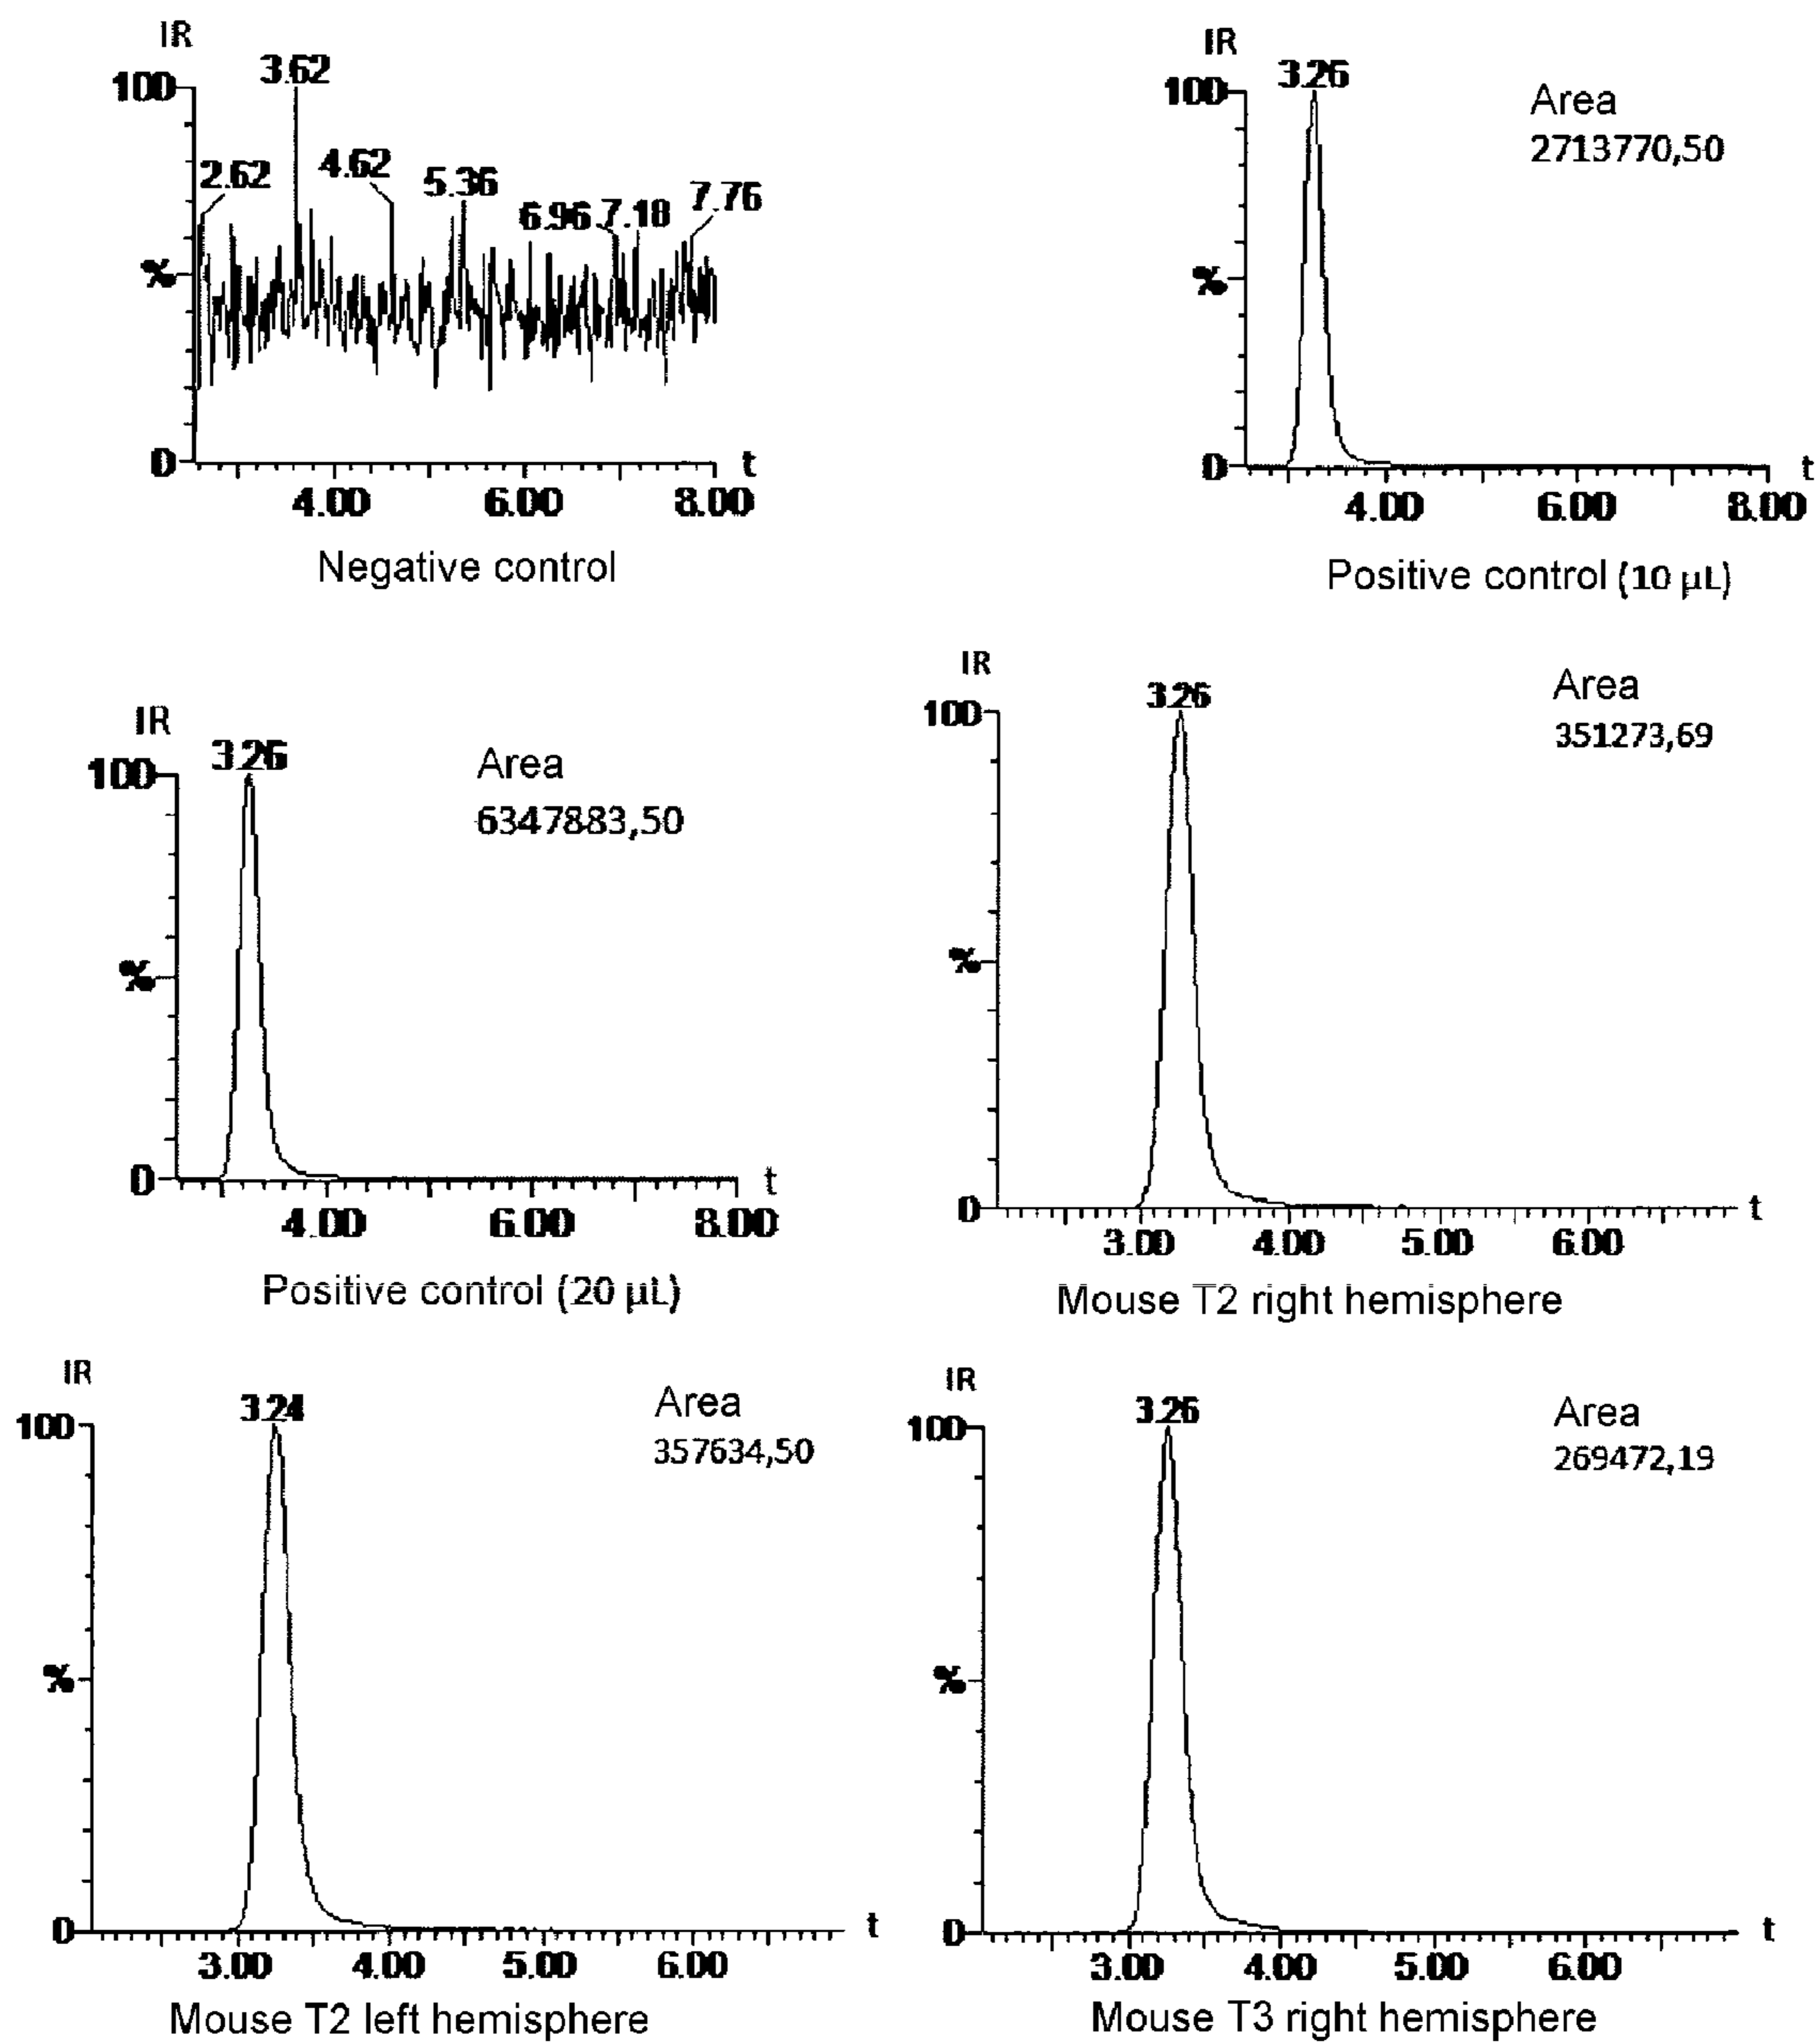 IR
100
3.62
2.62
4.62
5.36
6.96
7.18
7.76
%
0
t
4.00 6.00 8.00
Negative control
IR
100
3.26
Area
2713770,50
%
0
t
4.00 6.00 8.00
Positive control (10 µL)
IR
100
3.26
Area
6347883,50
%
0
t
4.00 6.00 8.00
Positive control (20 µL)
IR
100
3.26
Area
351273,69
%
0
t
3.00 4.00 5.00 6.00
Mouse T2 right hemisphere
IR
100
3.24
Area
357634,50
%
0
t
3.00 4.00 5.00 6.00
Mouse T2 left hemisphere
IR
100
3.26
Area
269472,19
%
0
t
3.00 4.00 5.00 6.00
Mouse T3 right hemisphere